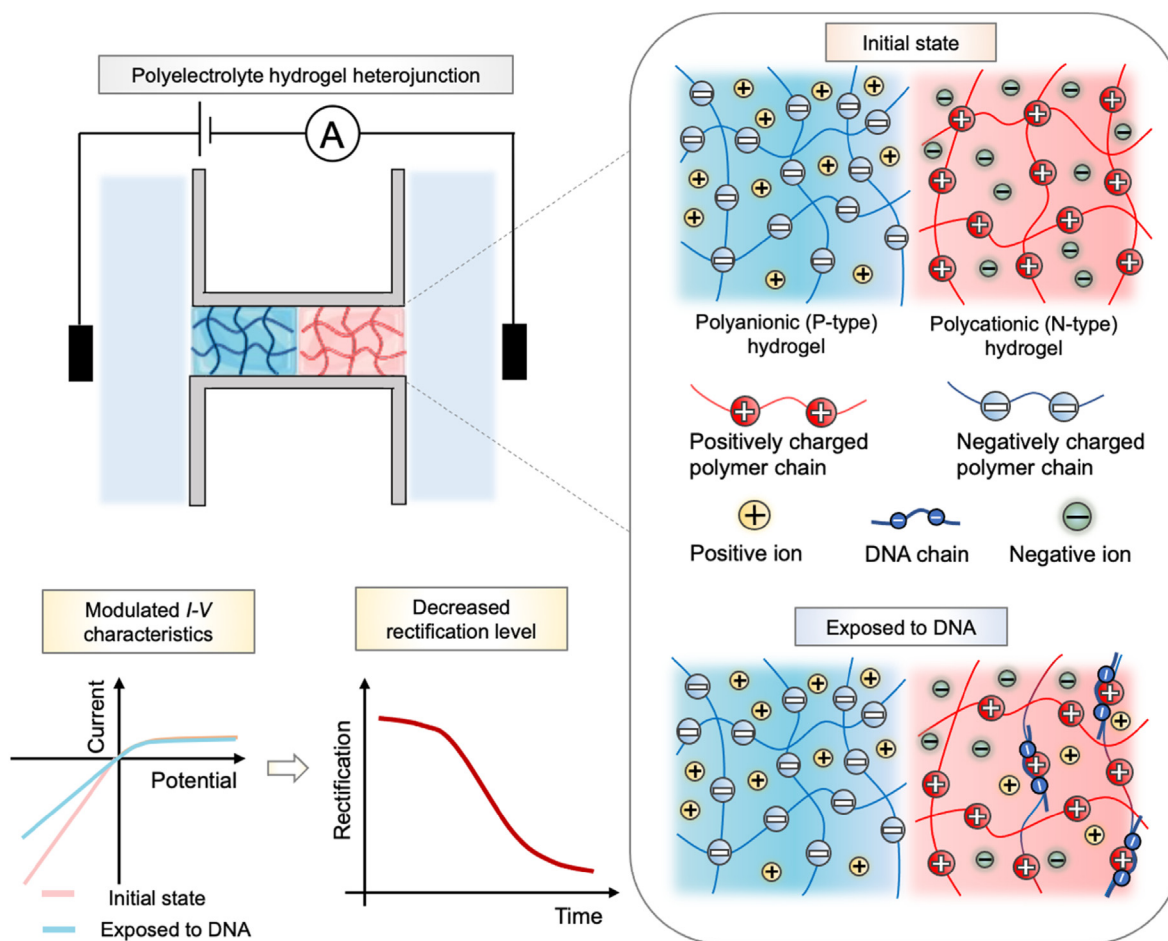 Polyelectrolyte hydrogel heterojunction
A
Initial state
Polyanionic (P-type)
hydrogel
Polycationic (N-type)
hydrogel
Positively charged
polymer chain
Negatively charged
polymer chain
Positive ion
DNA chain
Negative ion
Exposed to DNA
Modulated I-V
characteristics
Current
Potential
Initial state
Exposed to DNA
Decreased
rectification level
Rectification
Time